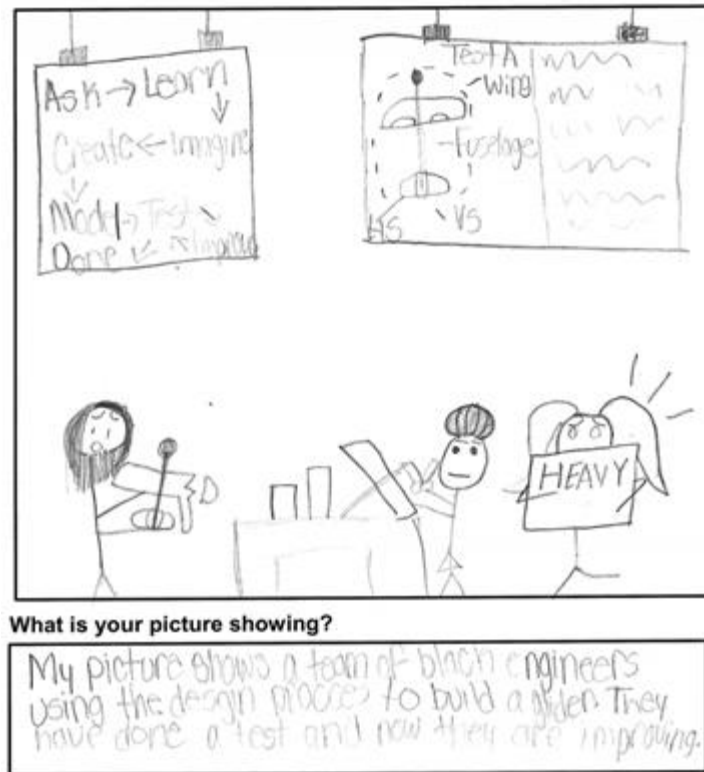 Ask → Learn
Create ← Imagine
Model → Test
Done Improve
Test A
Wing
Fuselage
HS
VS
HEAVY
What is your picture showing?
My picture shows a team of black engineers
using the design process to build a glider. They
have done a test and now they are improving.